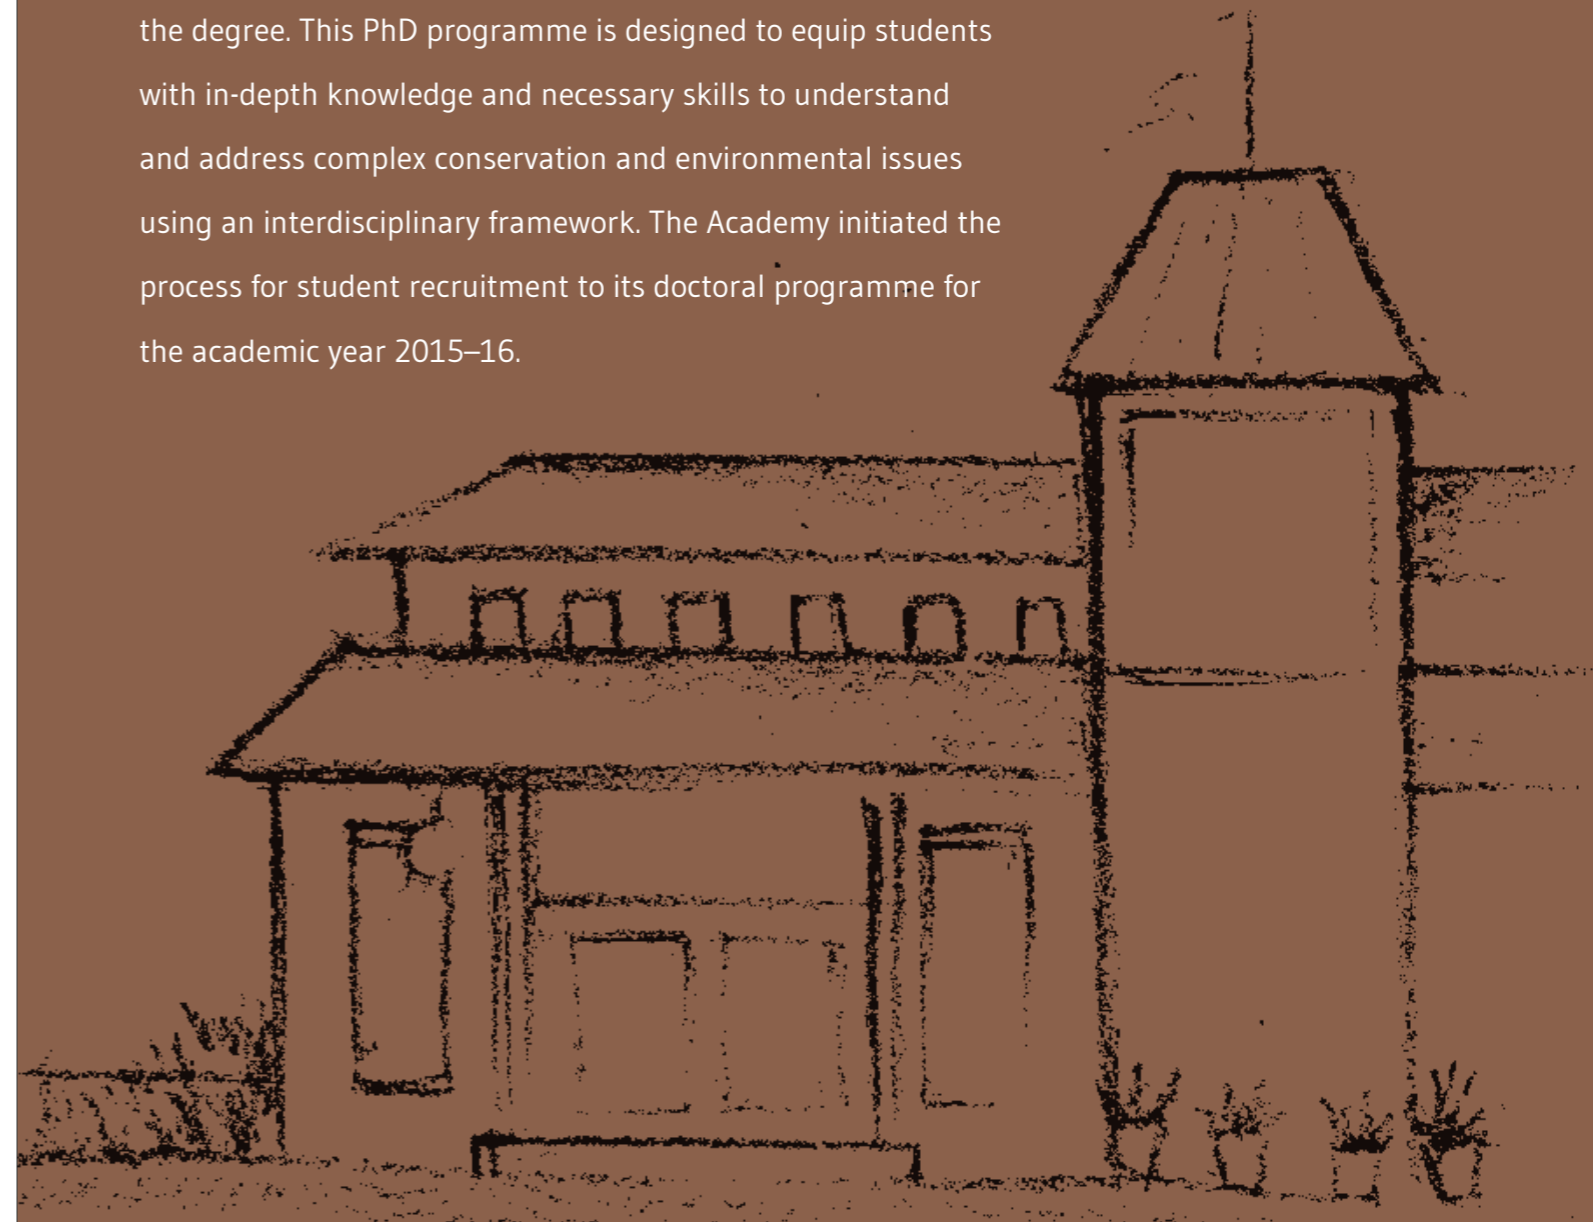 the degree. This PhD programme is designed to equip students
with in-depth knowledge and necessary skills to understand
and address complex conservation and environmental issues
using an interdisciplinary framework. The Academy initiated the
process for student recruitment to its doctoral programme for
the academic year 2015–16.